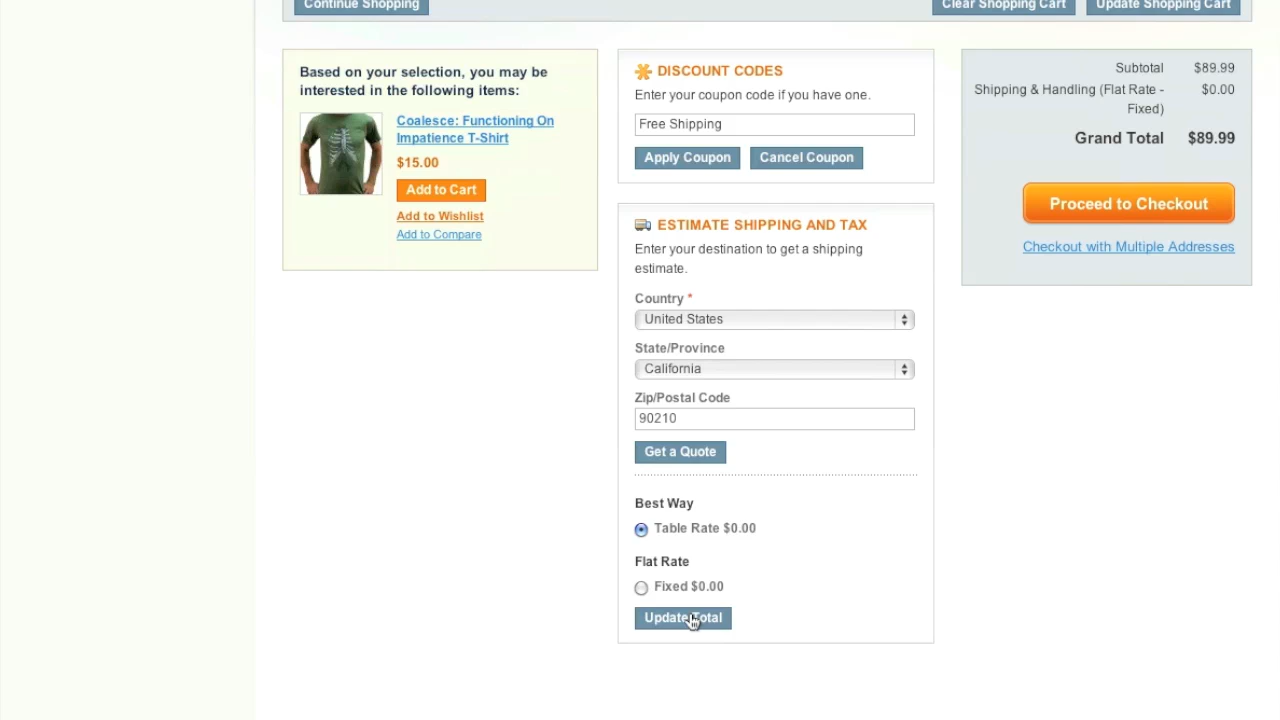 Continue Shopping
Clear Shopping Cart
Update Shopping Cart
Based on your selection, you may be
interested in the following items:
Coalesce: Functioning On
Impatience T-Shirt
$15.00
Add to Cart
Add to Wishlist
Add to Compare
DISCOUNT CODES
Enter your coupon code if you have one.
Free Shipping
Apply Coupon
Cancel Coupon
ESTIMATE SHIPPING AND TAX
Enter your destination to get a shipping
estimate.
Country *
United States
State/Province
California
Zip/Postal Code
90210
Get a Quote
Best Way
Table Rate $0.00
Flat Rate
Fixed $0.00
Update Total
Subtotal $89.99
Shipping & Handling (Flat Rate - $0.00
Fixed)
Grand Total $89.99
Proceed to Checkout
Checkout with Multiple Addresses